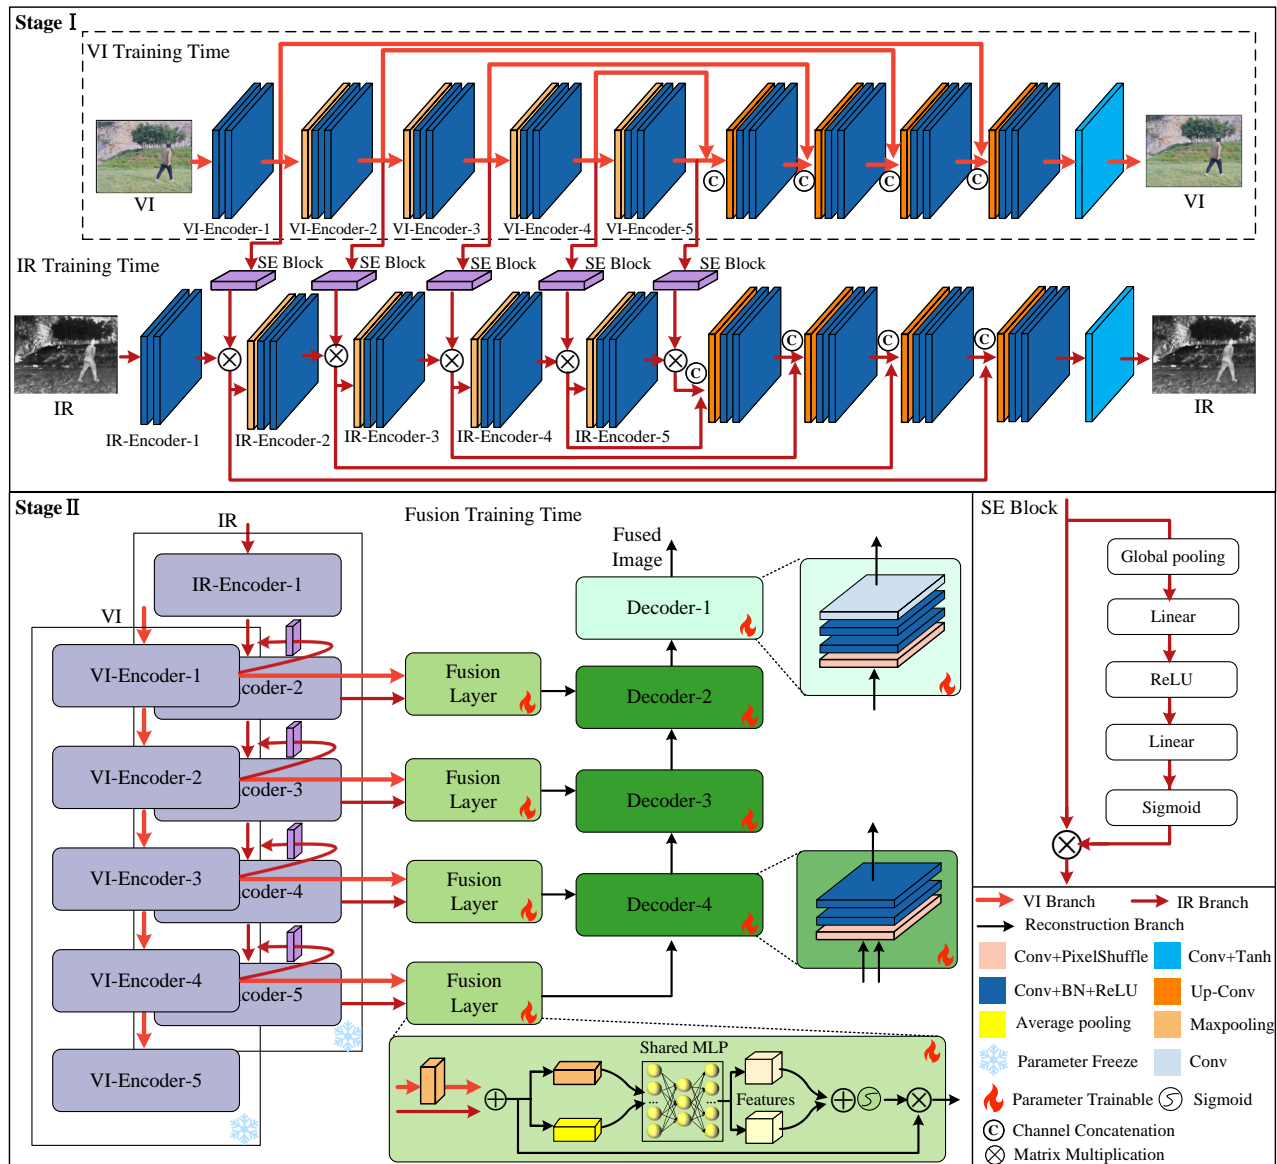 Stage Ⅰ
VI Training Time
VI
VI-Encoder-1
VI-Encoder-2
VI-Encoder-3
VI-Encoder-4
VI-Encoder-5
C
C
C
C
VI
IR Training Time
SE Block
SE Block
SE Block
SE Block
SE Block
IR
IR-Encoder-1
IR-Encoder-2
IR-Encoder-3
IR-Encoder-4
IR-Encoder-5
C
C
C
C
IR
Stage Ⅱ
Fusion Training Time
IR
IR-Encoder-1
VI
VI-Encoder-1
coder-2
VI-Encoder-2
coder-3
VI-Encoder-3
coder-4
VI-Encoder-4
coder-5
VI-Encoder-5
Fusion
Layer
Fusion
Layer
Fusion
Layer
Fusion
Layer
Fused
Image
Decoder-1
Decoder-2
Decoder-3
Decoder-4
Shared MLP
...
...
Features
SE Block
Global pooling
Linear
ReLU
Linear
Sigmoid
VI Branch
IR Branch
Reconstruction Branch
Conv+PixelShuffle
Conv+Tanh
Conv+BN+ReLU
Up-Conv
Average pooling
Maxpooling
Parameter Freeze
Conv
Parameter Trainable
Sigmoid
C
Channel Concatenation
Matrix Multiplication